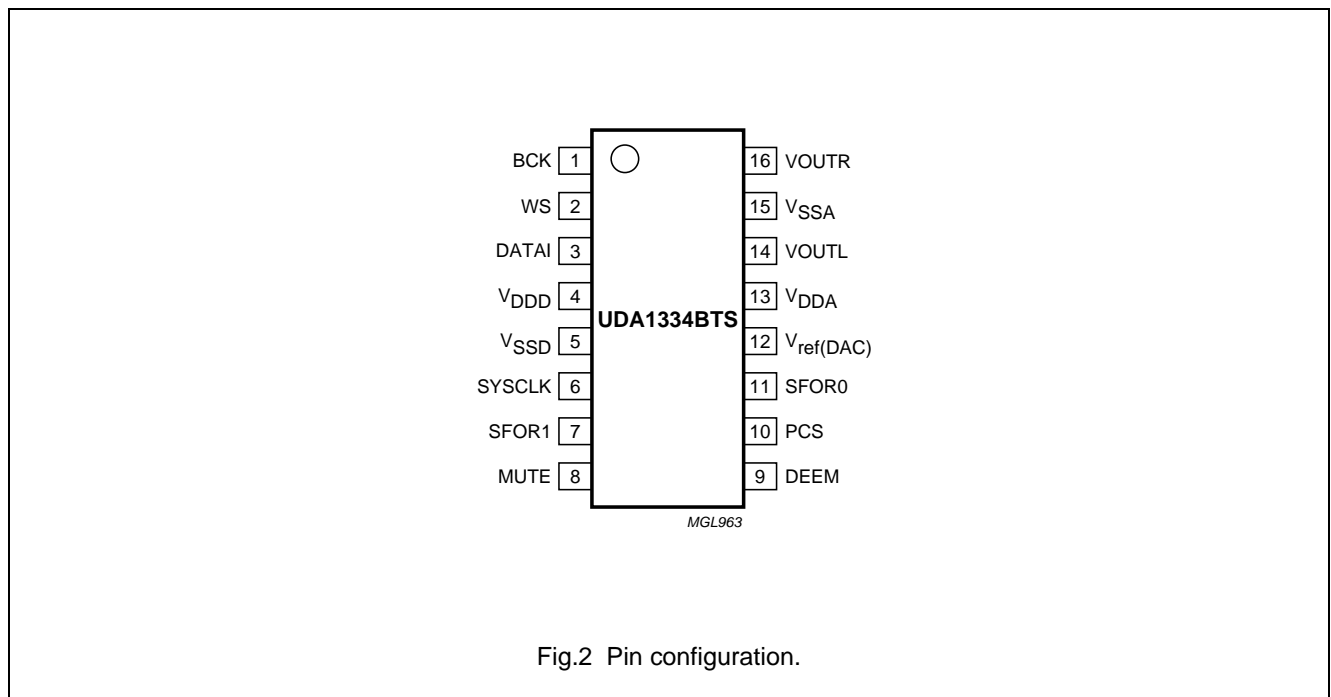 BCK 1 16 VOUTR
WS 2 15 VSSA
DATAI 3 14 VOUTL
VDDD 4 13 VDDA
UDA1334BTS
VSSD 5 12 Vref(DAC)
SYSCLK 6 11 SFOR0
SFOR1 7 10 PCS
MUTE 8 9 DEEM
MGL963
Fig.2 Pin configuration.